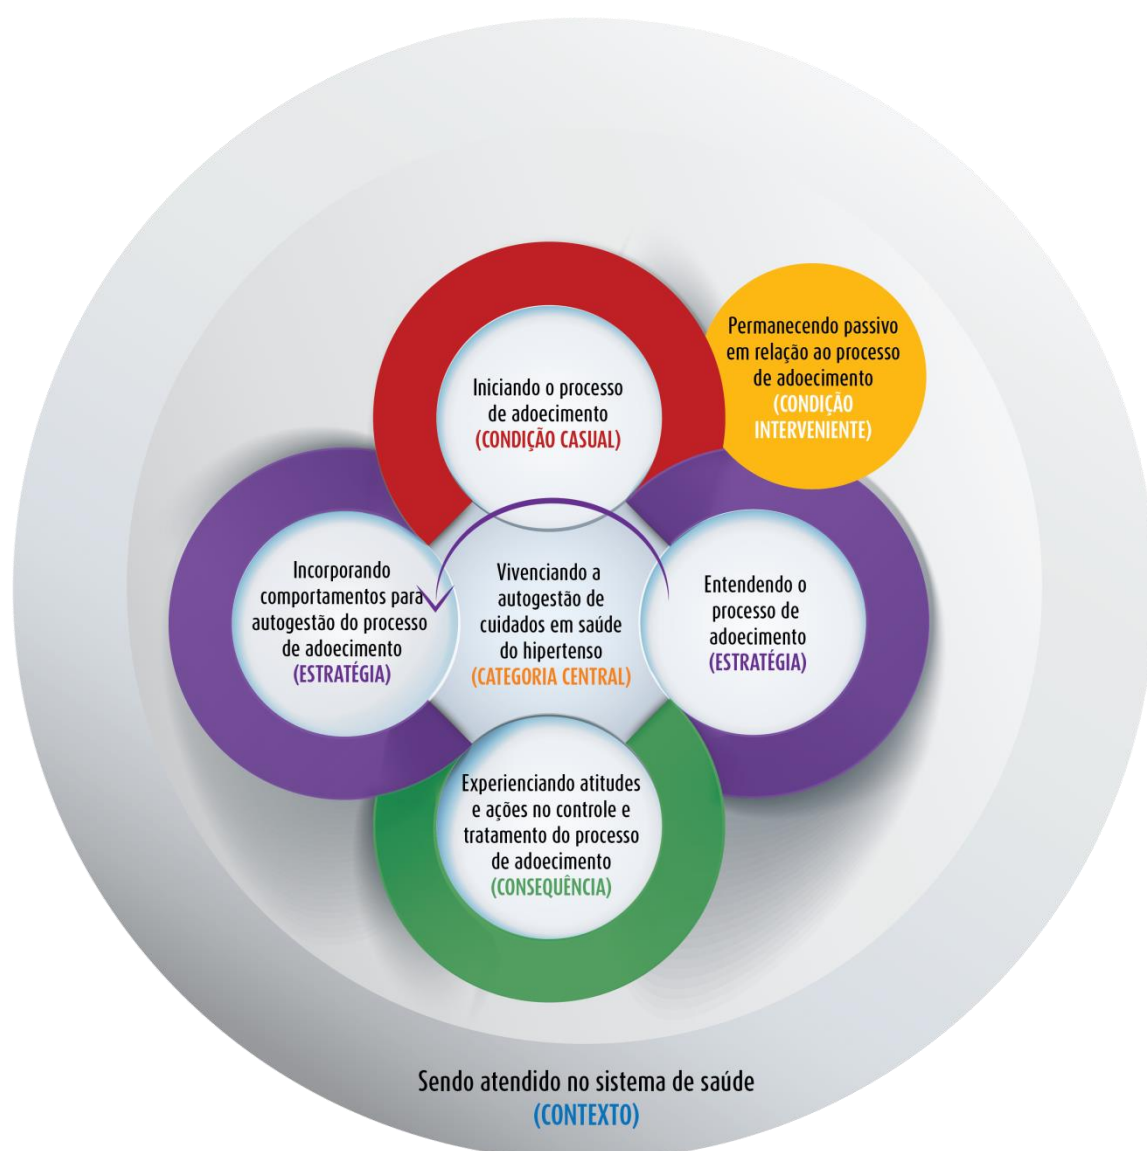 Iniciando o processo
de adoecimento
(CONDIÇÃO CASUAL)
Permanecendo passivo
em relação ao processo
de adoecimento
(CONDIÇÃO
INTERVENIENTE)
Incorporando
comportamentos para
autogestão do processo
de adoecimento
(ESTRATÉGIA)
Vivenciando a
autogestão de
cuidados em saúde
do hipertenso
(CATEGORIA CENTRAL)
Entendendo o
processo de
adoecimento
(ESTRATÉGIA)
Experienciando atitudes
e ações no controle e
tratamento do processo
de adoecimento
(CONSEQUÊNCIA)
Sendo atendido no sistema de saúde
(CONTEXTO)